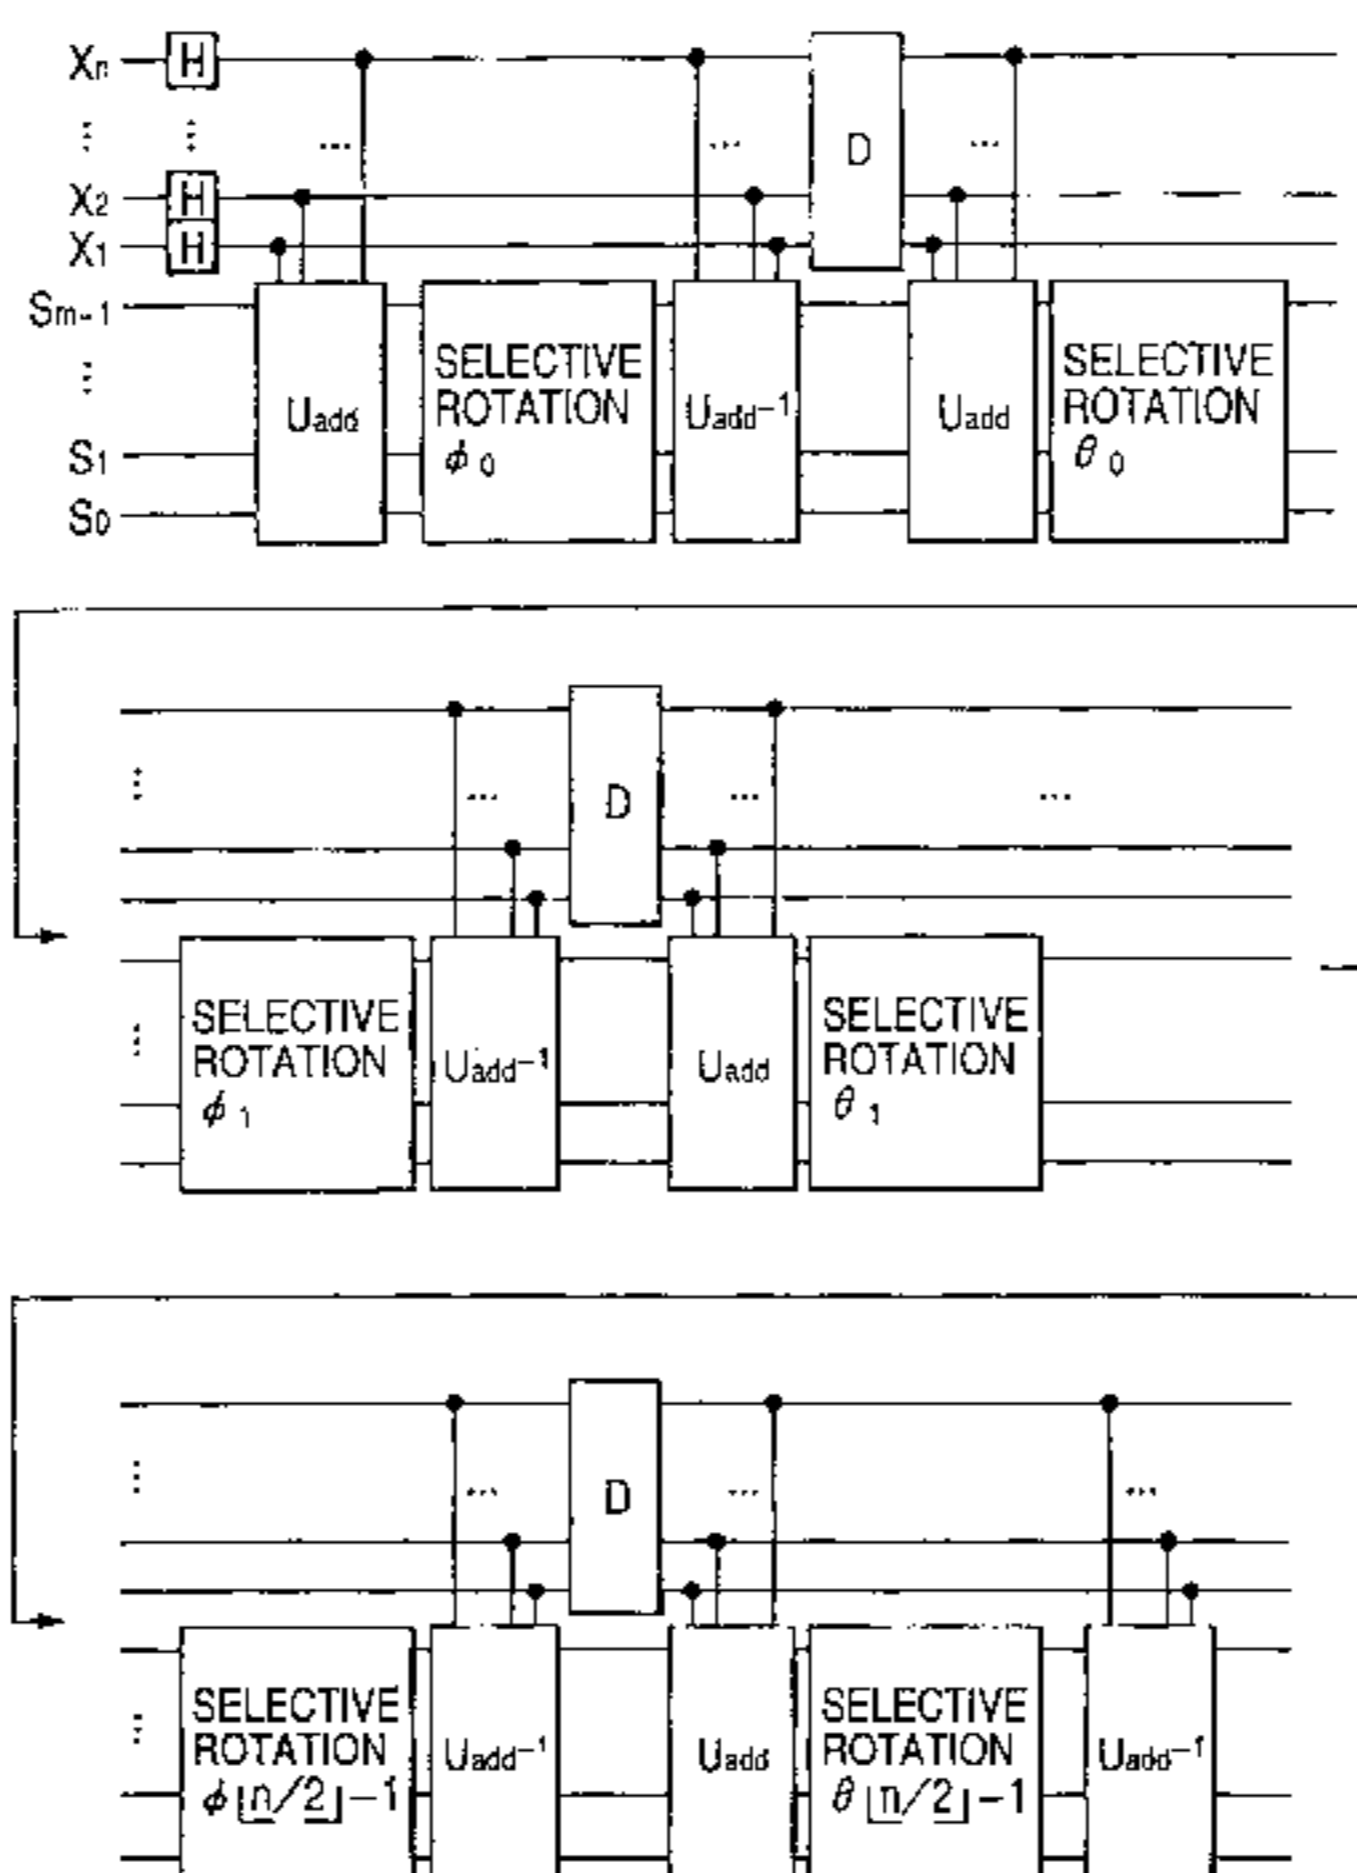 Xn H
⋮ ⋮ ... ... D ...
X2 H
X1 H
Sm-1
⋮
S1
S0
Uadd
SELECTIVE
ROTATION
ϕ 0
Uadd-1
Uadd
SELECTIVE
ROTATION
θ 0
⋮ ... D ... ...
⋮
SELECTIVE
ROTATION
ϕ 1
Uadd-1
Uadd
SELECTIVE
ROTATION
θ 1
⋮ ... D ... ...
⋮
SELECTIVE
ROTATION
ϕ⌊n/2⌋-1
Uadd-1
Uadd
SELECTIVE
ROTATION
θ⌊n/2⌋-1
Uadd-1